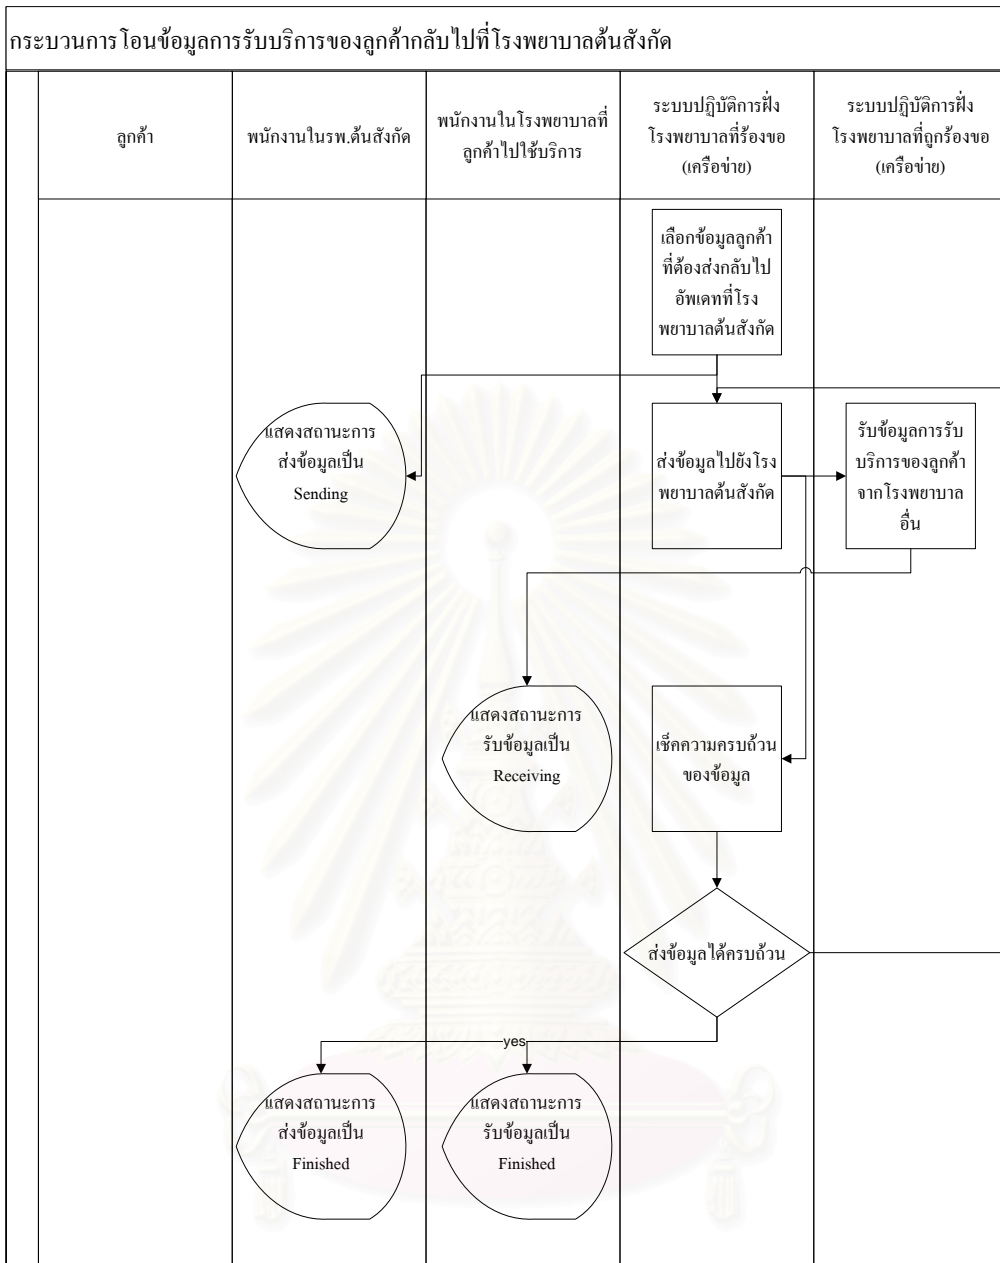 กระบวนการโอนข้อมูลการรับบริการของลูกค้ากลับไปที่โรงพยาบาลต้นสังกัด
ลูกค้า
พนักงานในรพ.ต้นสังกัด
พนักงานในโรงพยาบาลที่
ลูกค้าไปใช้บริการ
ระบบปฏิบัติการฝั่ง
โรงพยาบาลที่ร้องขอ
(เครือข่าย)
ระบบปฏิบัติการฝั่ง
โรงพยาบาลที่ถูกร้องขอ
(เครือข่าย)
เลือกข้อมูลลูกค้า
ที่ต้องส่งกลับไป
อัพเดทที่โรง
พยาบาลต้นสังกัด
แสดงสถานะการ
ส่งข้อมูลเป็น
Sending
ส่งข้อมูลไปยังโรง
พยาบาลต้นสังกัด
รับข้อมูลการรับ
บริการของลูกค้า
จากโรงพยาบาล
อื่น
แสดงสถานะการ
รับข้อมูลเป็น
Receiving
เช็คความครบถ้วน
ของข้อมูล
ส่งข้อมูลได้ครบถ้วน
yes
แสดงสถานะการ
ส่งข้อมูลเป็น
Finished
แสดงสถานะการ
รับข้อมูลเป็น
Finished